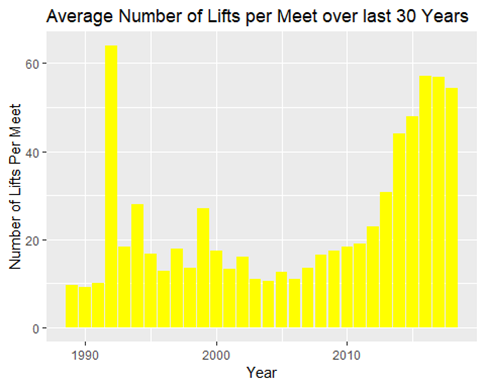 Average Number of Lifts per Meet over last 30 Years
Number of Lifts Per Meet
60
40
20
0
1990
2000
2010
Year